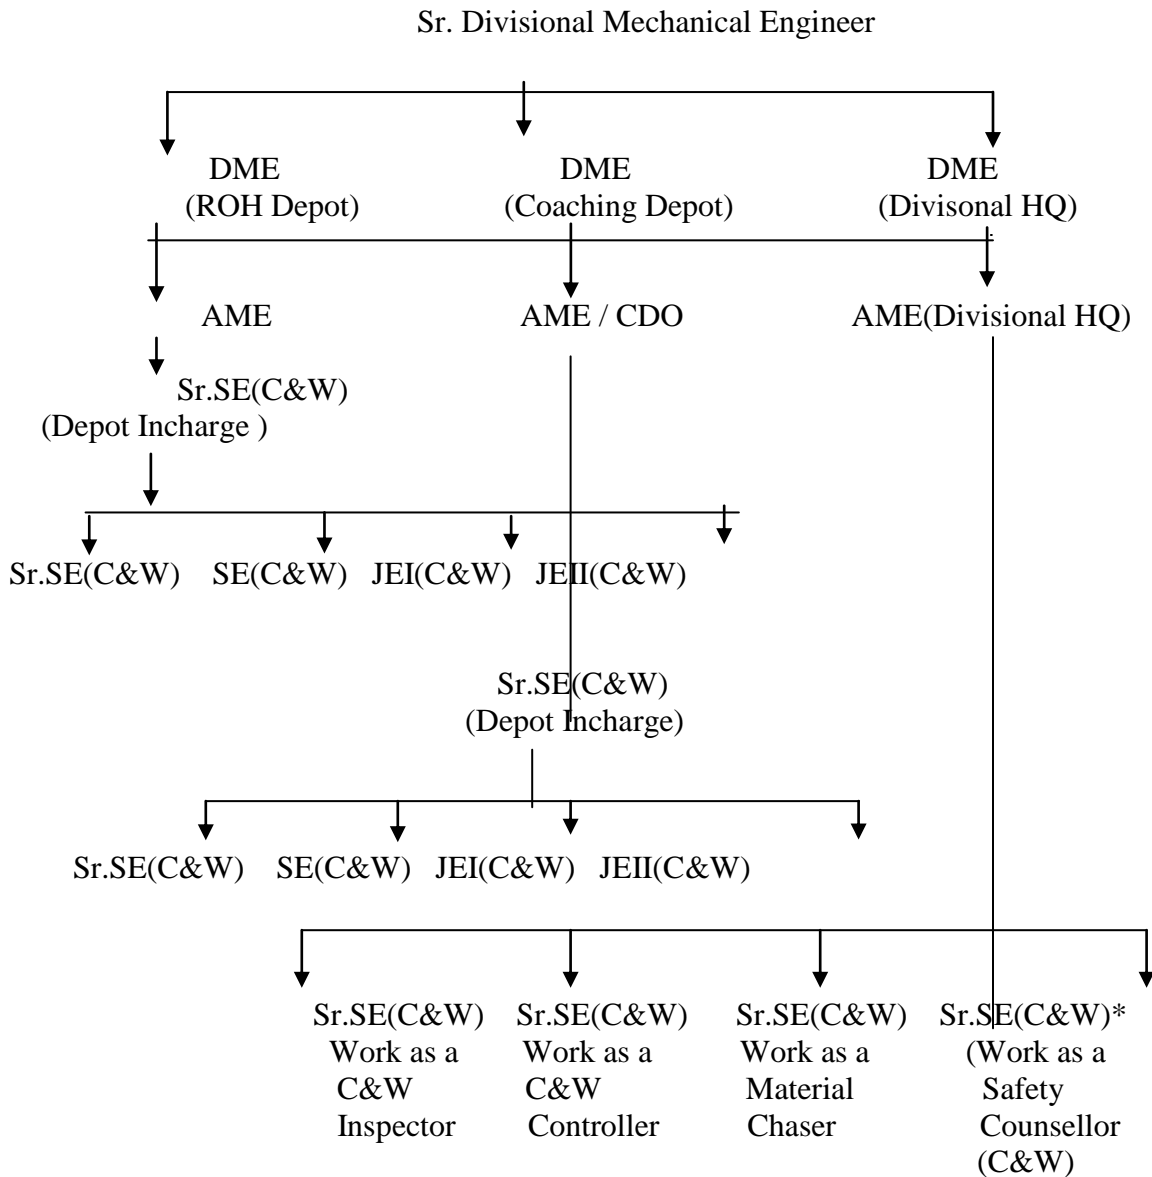 Sr. Divisional Mechanical Engineer
DME DME DME
(ROH Depot) (Coaching Depot) (Divisonal HQ)
AME AME / CDO AME(Divisional HQ)
Sr.SE(C&W)
(Depot Incharge )
Sr.SE(C&W) SE(C&W) JEI(C&W) JEII(C&W)
Sr.SE(C&W)
(Depot Incharge)
Sr.SE(C&W) SE(C&W) JEI(C&W) JEII(C&W)
Sr.SE(C&W) Sr.SE(C&W) Sr.SE(C&W) Sr.SE(C&W)*
Work as a Work as a Work as a (Work as a
C&W C&W Material Safety
Inspector Controller Chaser Counsellor
(C&W)